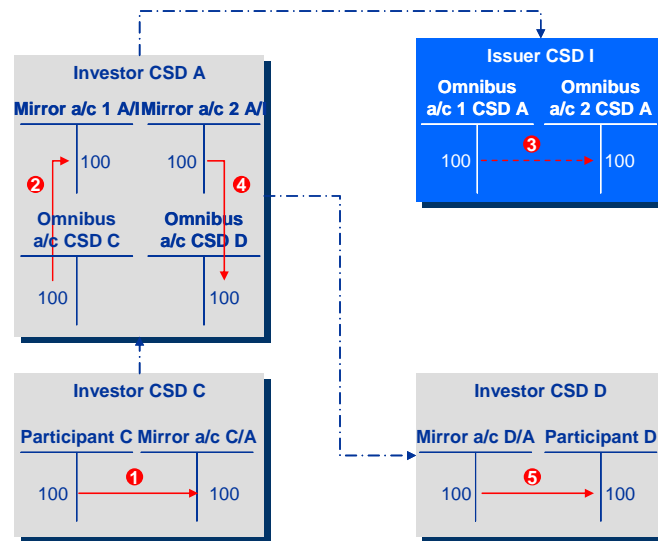 Investor CSD A
Mirror a/c 1 A/I Mirror a/c 2 A/I
100 100
2 4
Omnibus a/c CSD C Omnibus a/c CSD D
100 100
Issuer CSD I
Omnibus a/c 1 CSD A Omnibus a/c 2 CSD A
100 3 100
Investor CSD C
Participant C Mirror a/c C/A
100 1 100
Investor CSD D
Mirror a/c D/A Participant D
100 5 100